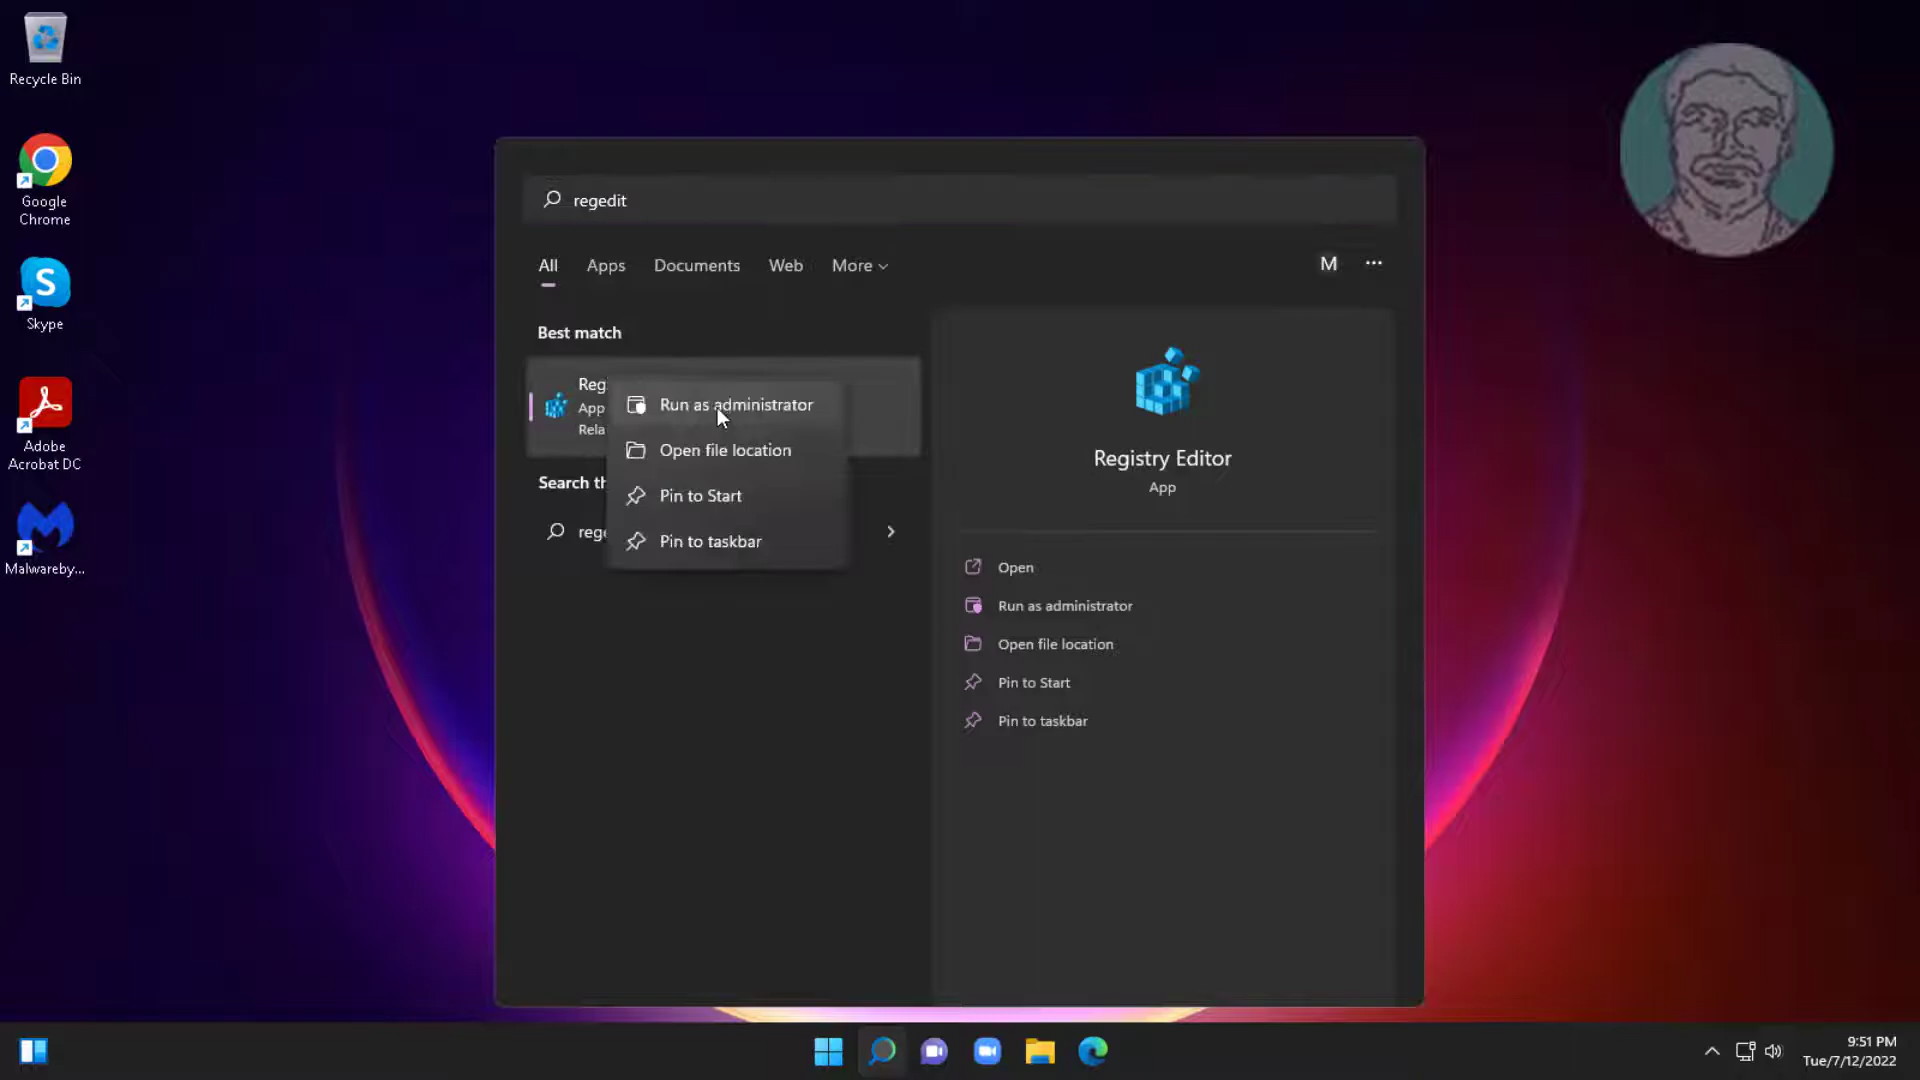 Recycle Bin
Google
Chrome
Skype
Adobe
Acrobat DC
Malwareby...
regedit
All
Apps
Documents
Web
More
M
Best match
Reg
App
Rela
Search th
rege
Run as administrator
Open file location
Pin to Start
Pin to taskbar
Registry Editor
App
Open
Run as administrator
Open file location
Pin to Start
Pin to taskbar
9:51 PM
Tue/7/12/2022